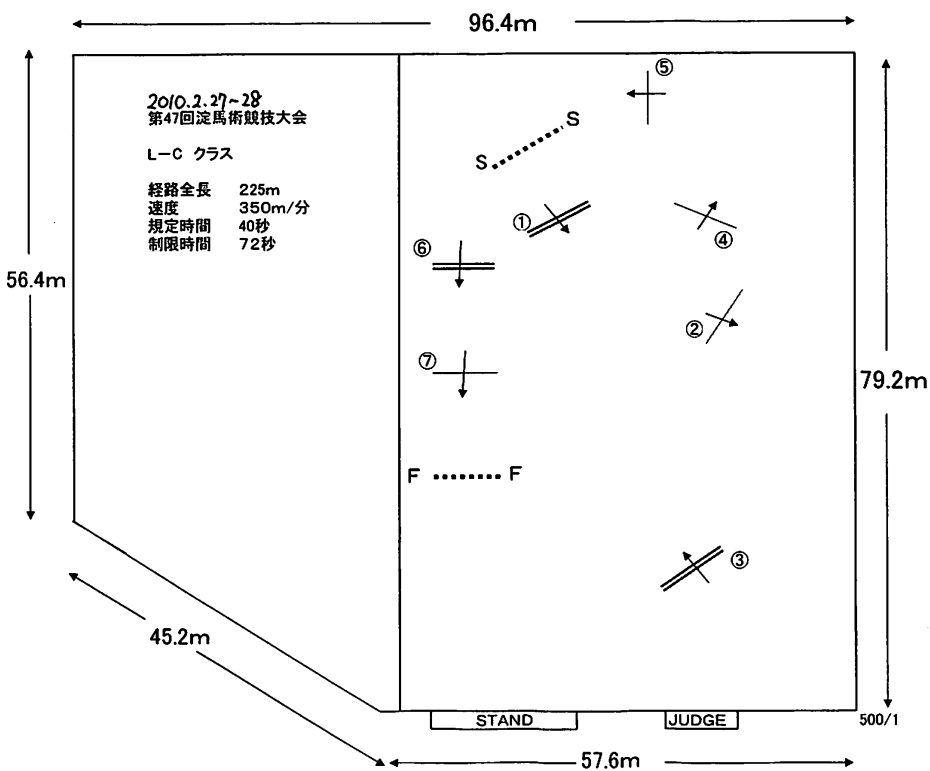 96.4m
2010.2.27~28
第47回淀馬術競技大会
L－C クラス
経路全長 225m
速度 350m/分
規定時間 40秒
制限時間 72秒
⑤
S S
①
④
⑥
56.4m
②
⑦
79.2m
F F
③
45.2m
STAND
JUDGE
500/1
57.6m